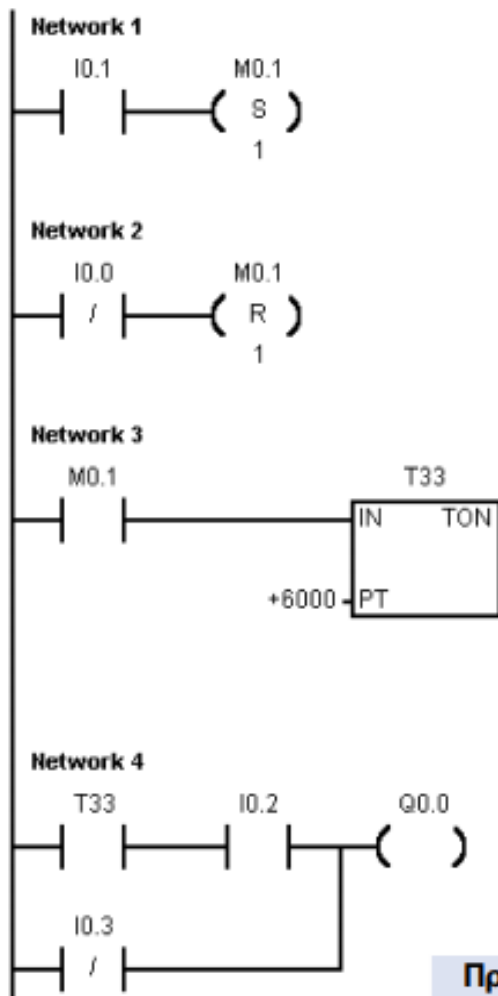 Network 1
I0.1 M0.1
S
1
Network 2
I0.0 M0.1
/ R
1
Network 3
M0.1 T33
IN TON
+6000 PT
Network 4
T33 I0.2 Q0.0
I0.3
/